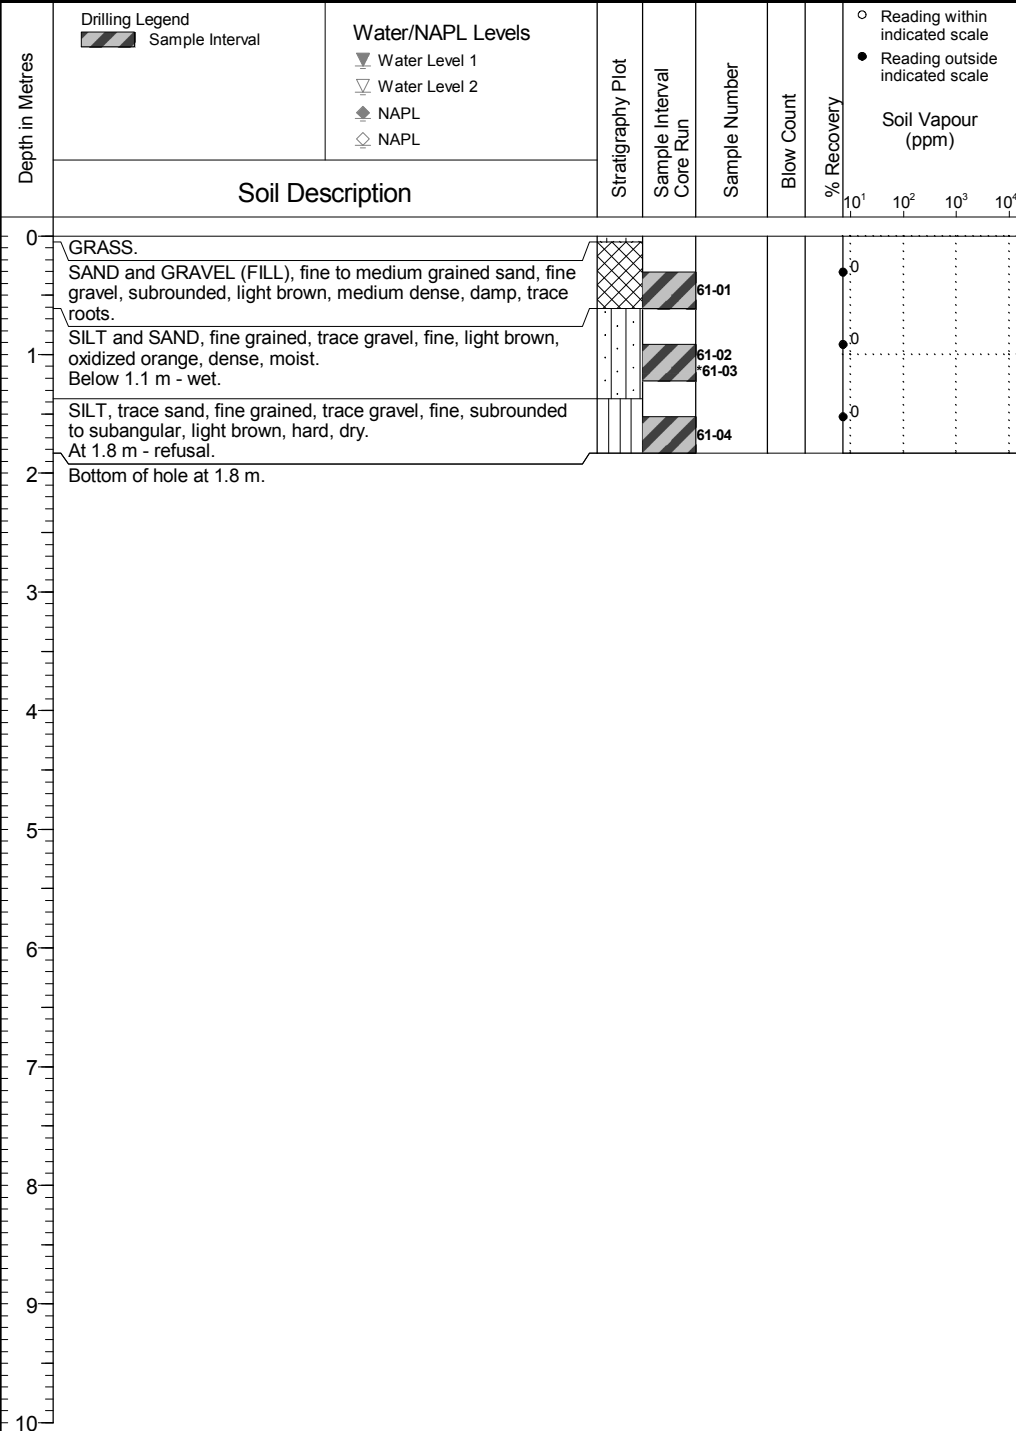 Depth in Metres
Drilling Legend
Sample Interval
Water/NAPL Levels
Water Level 1
Water Level 2
NAPL
NAPL
Soil Description
Stratigraphy Plot
Sample Interval
Core Run
Sample Number
Blow Count
% Recovery
Reading within
indicated scale
Reading outside
indicated scale
Soil Vapour
(ppm)
10¹ 10² 10³ 10⁴
0
GRASS.
SAND and GRAVEL (FILL), fine to medium grained sand, fine
gravel, subrounded, light brown, medium dense, damp, trace
roots.
61-01
0
SILT and SAND, fine grained, trace gravel, fine, light brown,
oxidized orange, dense, moist.
Below 1.1 m - wet.
1
61-02
*61-03
0
SILT, trace sand, fine grained, trace gravel, fine, subrounded
to subangular, light brown, hard, dry.
At 1.8 m - refusal.
61-04
0
2
Bottom of hole at 1.8 m.
3
4
5
6
7
8
9
10